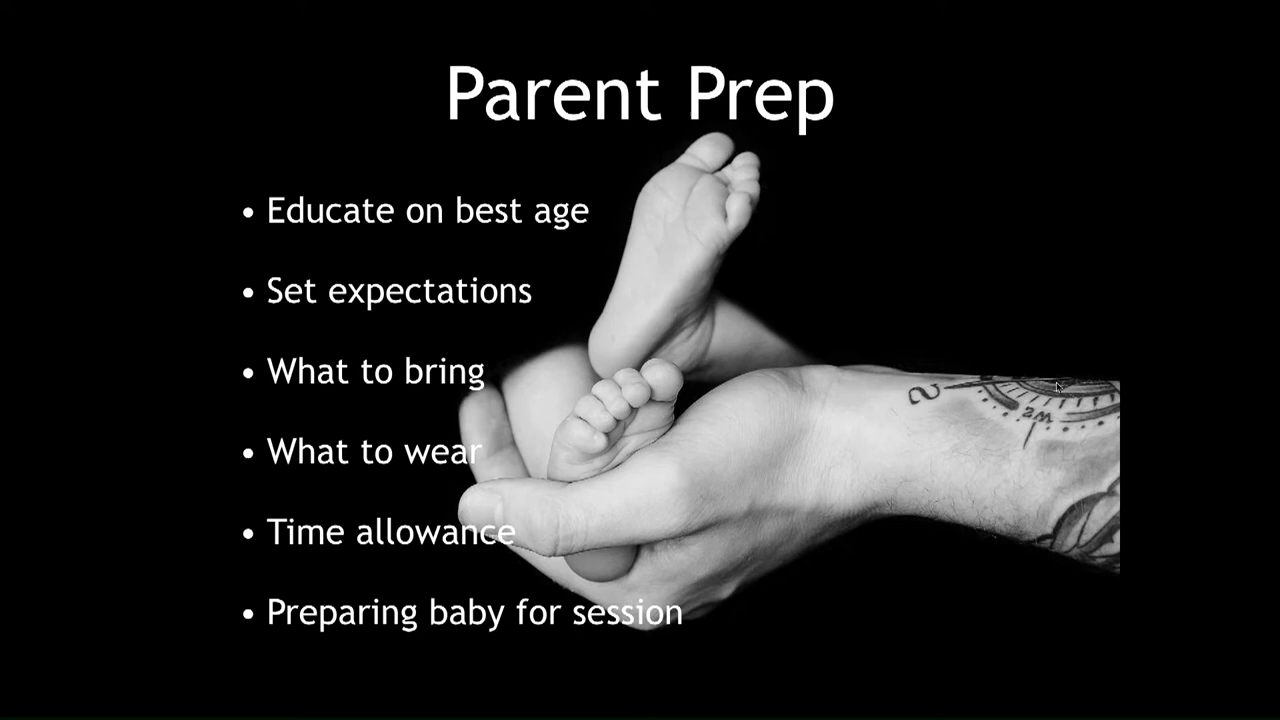 Parent Prep
• Educate on best age
• Set expectations
• What to bring
• What to wear
• Time allowance
• Preparing baby for session
S
SW